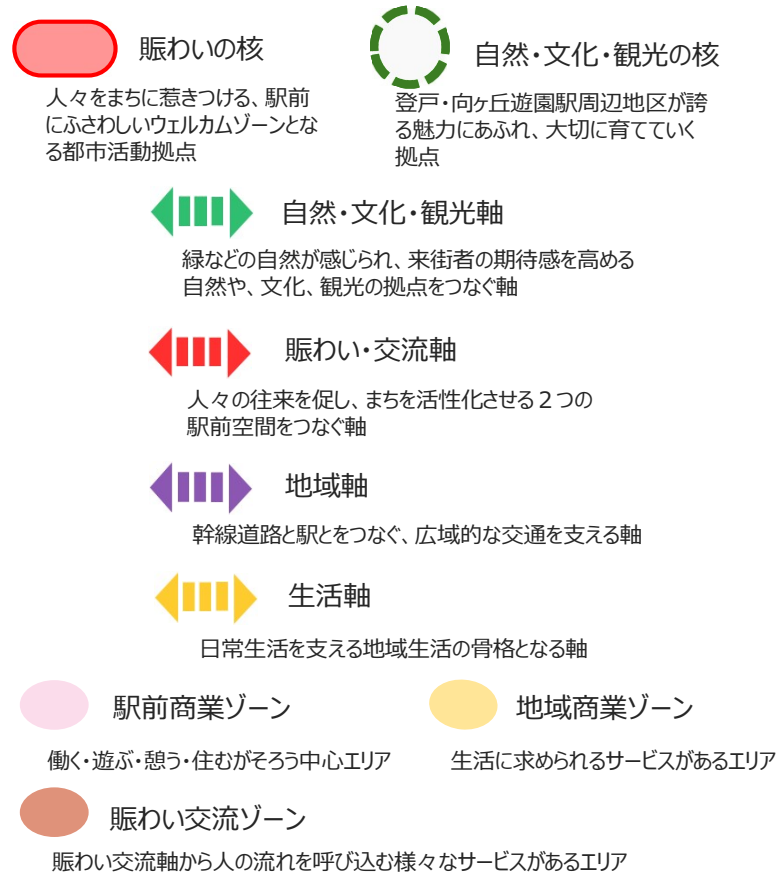 賑わいの核
人々をまちに惹きつける、駅前
にふさわしいウェルカムゾーンとな
る都市活動拠点
自然・文化・観光の核
登戸・向ヶ丘遊園駅周辺地区が誇
る魅力にあふれ、大切に育てていく
拠点
自然・文化・観光軸
緑などの自然が感じられ、来街者の期待感を高める
自然や、文化、観光の拠点をつなぐ軸
賑わい・交流軸
人々の往来を促し、まちを活性化させる２つの
駅前空間をつなぐ軸
地域軸
幹線道路と駅とをつなぐ、広域的な交通を支える軸
生活軸
日常生活を支える地域生活の骨格となる軸
駅前商業ゾーン
働く・遊ぶ・憩う・住むがそろう中心エリア
地域商業ゾーン
生活に求められるサービスがあるエリア
賑わい交流ゾーン
賑わい交流軸から人の流れを呼び込む様々なサービスがあるエリア